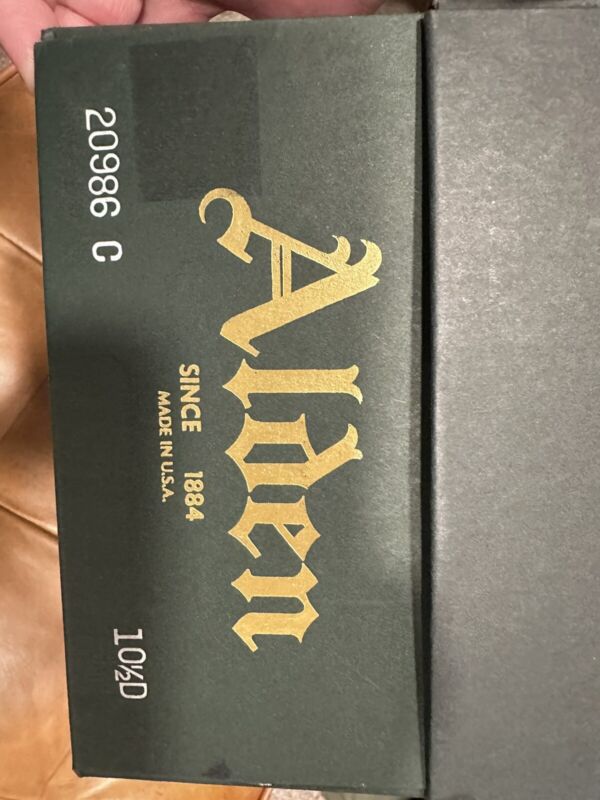 Alden
SINCE 1884
MADE IN U.S.A.
20986 C
10½D